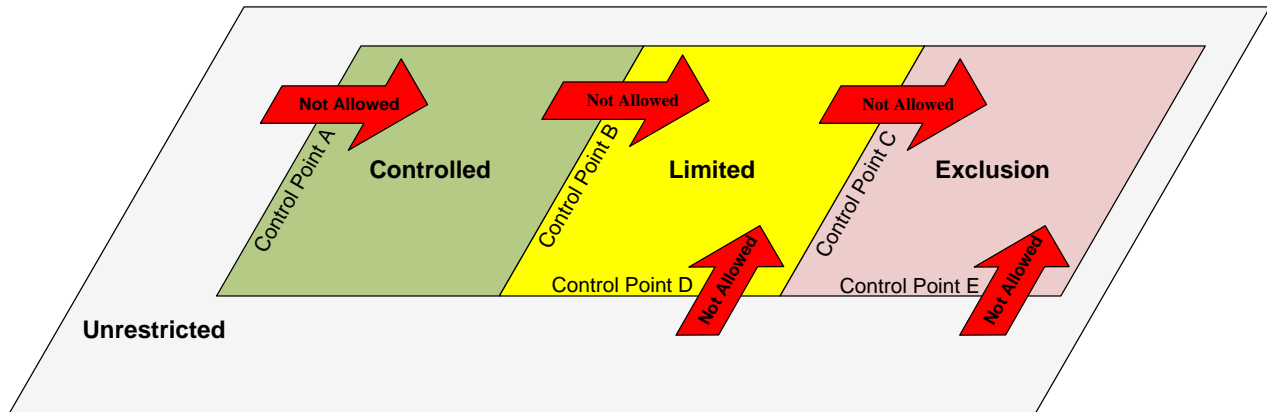 Not Allowed
Not Allowed
Not Allowed
Control Point A
Controlled
Control Point B
Limited
Control Point C
Exclusion
Control Point D
Not Allowed
Control Point E
Not Allowed
Unrestricted